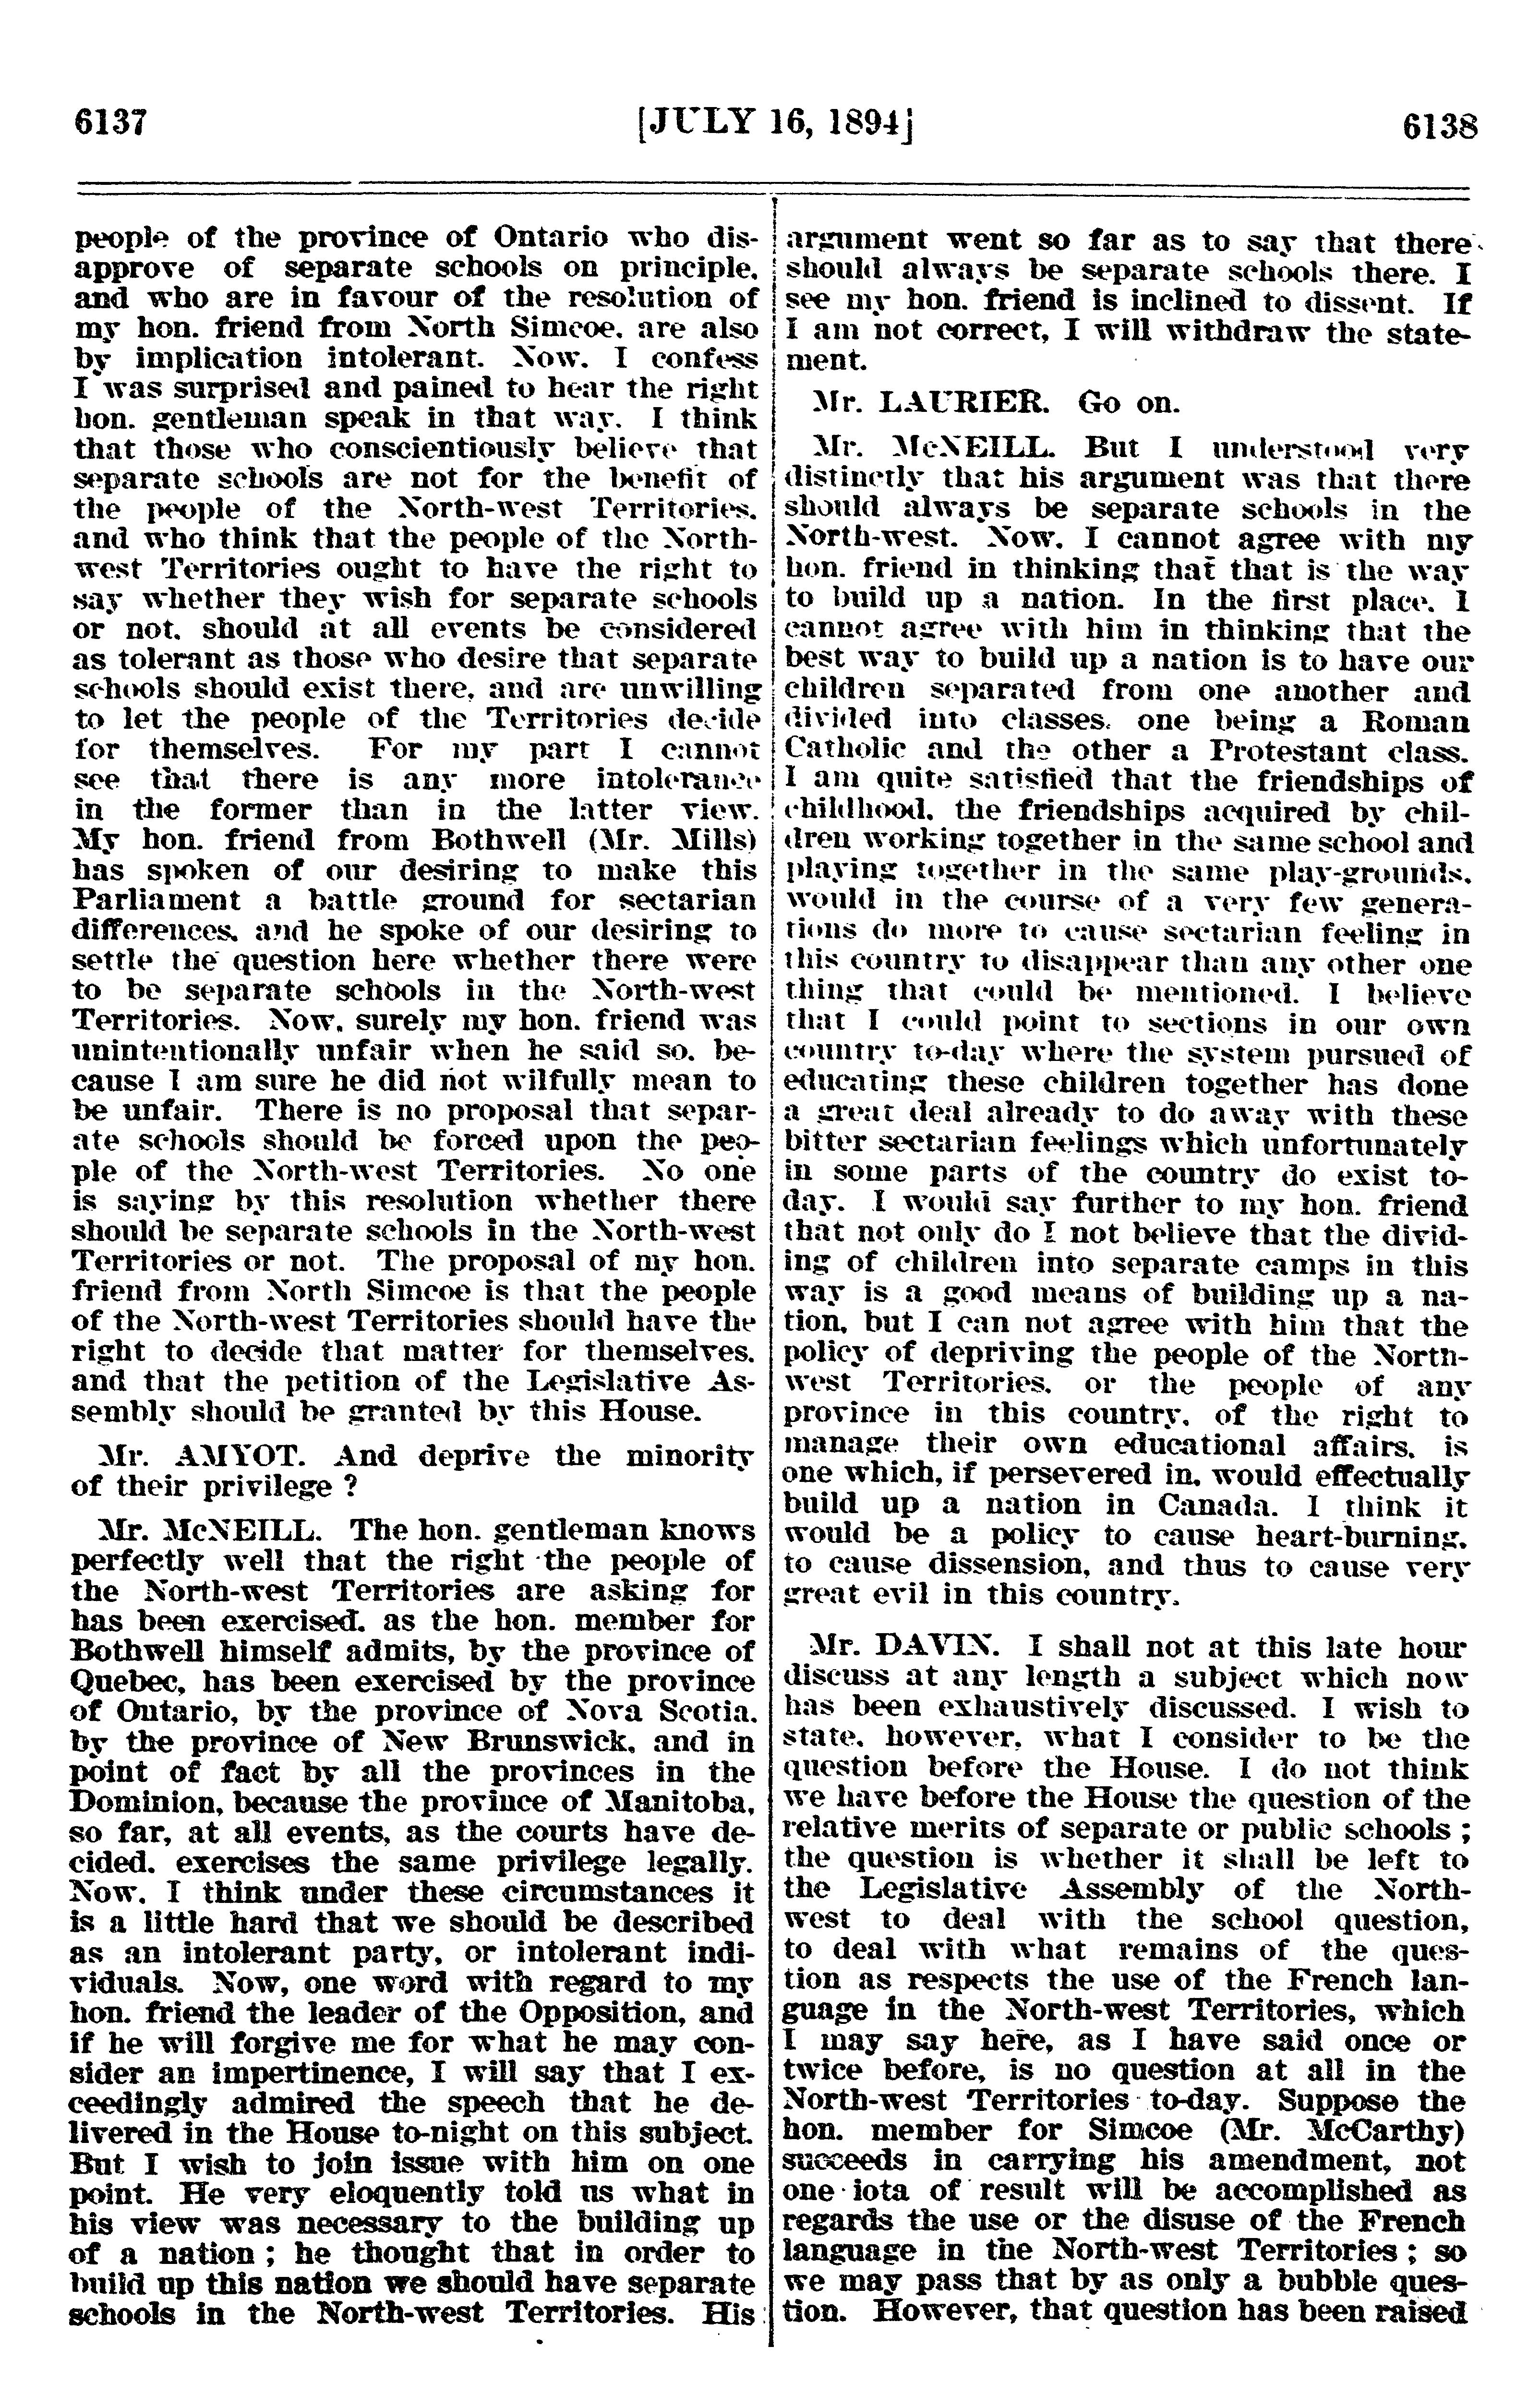 6137
[JULY 16, 1894]
6138
people of the province of Ontario who dis-
approve of separate schools on principle,
and who are in favour of the resolution of
my hon. friend from North Simcoe, are also
by implication intolerant. Now, I confess
I was surprised and pained to hear the right
hon. gentleman speak in that way. I think
that those who conscientiously believe that
separate schools are not for the benefit of
the people of the North-west Territories,
and who think that the people of the North-
west Territories ought to have the right to
say whether they wish for separate schools
or not, should at all events be considered
as tolerant as those who desire that separate
schools should exist there, and are unwilling
to let the people of the Territories decide
for themselves. For my part I cannot
see that there is any more intolerance
in the former than in the latter view.
My hon. friend from Bothwell (Mr. Mills)
has spoken of our desiring to make this
Parliament a battle ground for sectarian
differences, and he spoke of our desiring to
settle the question here whether there were
to be separate schools in the North-west
Territories. Now, surely my hon. friend was
unintentionally unfair when he said so, be-
cause I am sure he did not wilfully mean to
be unfair. There is no proposal that separ-
ate schools should be forced upon the peo-
ple of the North-west Territories. No one
is saying by this resolution whether there
should be separate schools in the North-west
Territories or not. The proposal of my hon.
friend from North Simcoe is that the people
of the North-west Territories should have the
right to decide that matter for themselves,
and that the petition of the Legislative As-
sembly should be granted by this House.
Mr. AMYOT. And deprive the minority
of their privilege ?
Mr. McNEILL. The hon. gentleman knows
perfectly well that the right the people of
the North-west Territories are asking for
has been exercised, as the hon. member for
Bothwell himself admits, by the province of
Quebec, has been exercised by the province
of Ontario, by the province of Nova Scotia,
by the province of New Brunswick, and in
point of fact by all the provinces in the
Dominion, because the province of Manitoba,
so far, at all events, as the courts have de-
cided, exercises the same privilege legally.
Now, I think under these circumstances it
is a little hard that we should be described
as an intolerant party, or intolerant indi-
viduals. Now, one word with regard to my
hon. friend the leader of the Opposition, and
if he will forgive me for what he may con-
sider an impertinence, I will say that I ex-
ceedingly admired the speech that he de-
livered in the House to-night on this subject.
But I wish to join issue with him on one
point. He very eloquently told us what in
his view was necessary to the building up
of a nation ; he thought that in order to
build up this nation we should have separate
schools in the North-west Territories. His
argument went so far as to say that there
should always be separate schools there. I
see my hon. friend is inclined to dissent. If
I am not correct, I will withdraw the state-
ment.
Mr. LAURIER. Go on.
Mr. McNEILL. But I understood very
distinctly that his argument was that there
should always be separate schools in the
North-west. Now, I cannot agree with my
hon. friend in thinking that that is the way
to build up a nation. In the first place, I
cannot agree with him in thinking that the
best way to build up a nation is to have our
children separated from one another and
divided into classes, one being a Roman
Catholic and the other a Protestant class.
I am quite satisfied that the friendships of
childhood, the friendships acquired by chil-
dren working together in the same school and
playing together in the same play-grounds,
would in the course of a very few genera-
tions do more to cause sectarian feeling in
this country to disappear than any other one
thing that could be mentioned. I believe
that I could point to sections in our own
country to-day where the system pursued of
educating these children together has done
a great deal already to do away with these
bitter sectarian feelings which unfortunately
in some parts of the country do exist to-
day. I would say further to my hon. friend
that not only do I not believe that the divid-
ing of children into separate camps in this
way is a good means of building up a na-
tion, but I can not agree with him that the
policy of depriving the people of the North-
west Territories, or the people of any
province in this country, of the right to
manage their own educational affairs, is
one which, if persevered in, would effectually
build up a nation in Canada. I think it
would be a policy to cause heart-burning,
to cause dissension, and thus to cause very
great evil in this country.
Mr. DAVIN. I shall not at this late hour
discuss at any length a subject which now
has been exhaustively discussed. I wish to
state, however, what I consider to be the
question before the House. I do not think
we have before the House the question of the
relative merits of separate or public schools ;
the question is whether it shall be left to
the Legislative Assembly of the North-
west to deal with the school question,
to deal with what remains of the ques-
tion as respects the use of the French lan-
guage in the North-west Territories, which
I may say here, as I have said once or
twice before, is no question at all in the
North-west Territories to-day. Suppose the
hon. member for Simcoe (Mr. McCarthy)
succeeds in carrying his amendment, not
one iota of result will be accomplished as
regards the use or the disuse of the French
language in the North-west Territories ; so
we may pass that by as only a bubble ques-
tion. However, that question has been raised